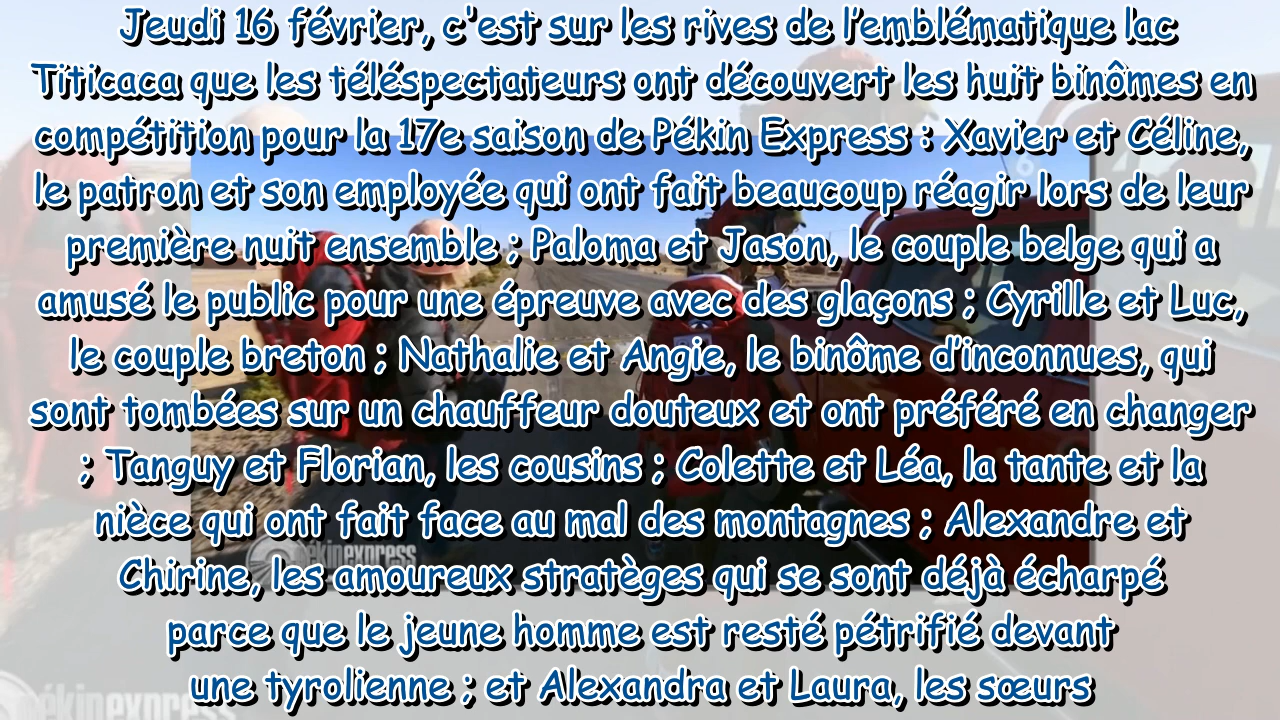 Jeudi 16 février, c'est sur les rives de l’emblématique lac
Titicaca que les téléspectateurs ont découvert les huit binômes en
compétition pour la 17e saison de Pékin Express : Xavier et Céline,
le patron et son employée qui ont fait beaucoup réagir lors de leur
première nuit ensemble ; Paloma et Jason, le couple belge qui a
amusé le public pour une épreuve avec des glaçons ; Cyrille et Luc,
le couple breton ; Nathalie et Angie, le binôme d’inconnues, qui
sont tombées sur un chauffeur douteux et ont préféré en changer
; Tanguy et Florian, les cousins ; Colette et Léa, la tante et la
nièce qui ont fait face au mal des montagnes ; Alexandre et
Chirine, les amoureux stratèges qui se sont déjà écharpé
parce que le jeune homme est resté pétrifié devant
une tyrolienne ; et Alexandra et Laura, les sœurs
pékinexpress
pékinexpress